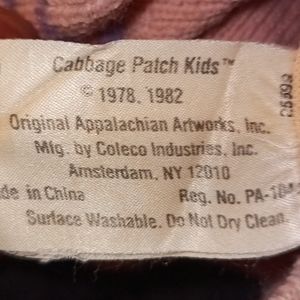 Cabbage Patch Kids™
© 1978, 1982
Original Appalachian Artworks, Inc.
Mfg. by Coleco Industries, Inc.
Amsterdam, NY 12010
de in China Reg. No. PA-
Surface Washable. Do Not Dry Clean.